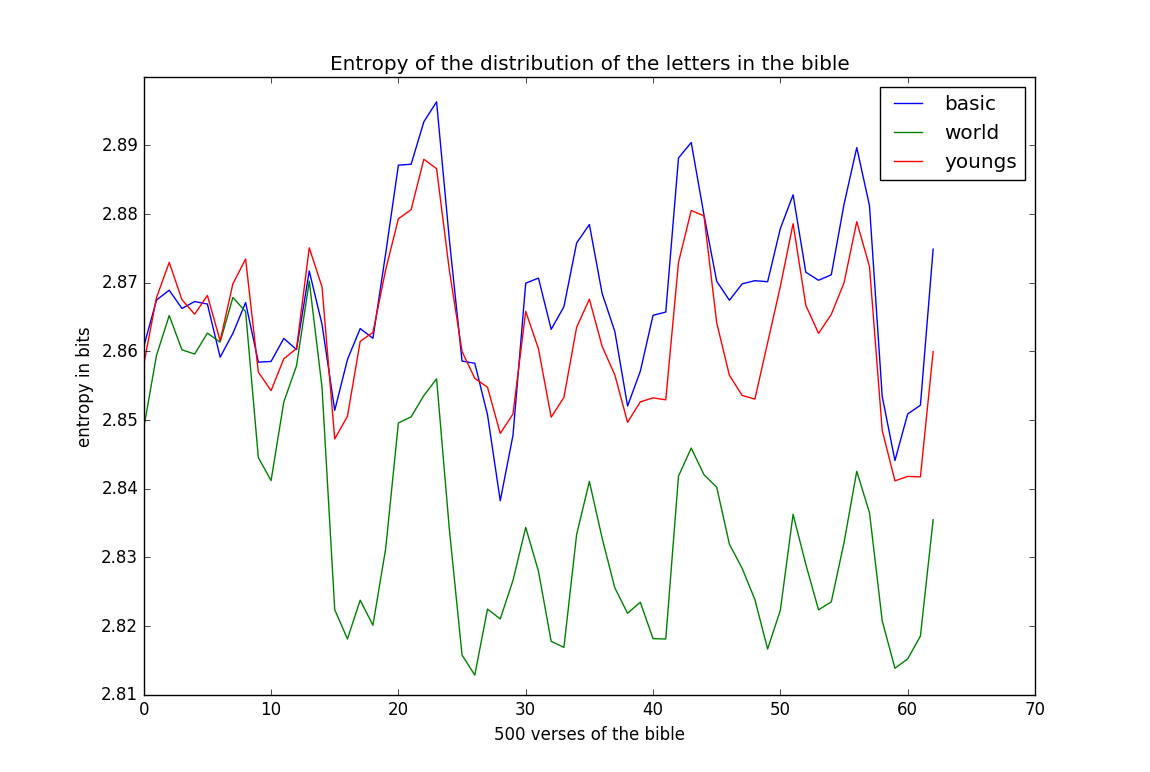 Entropy of the distribution of the letters in the bible
basic
world
youngs
entropy in bits
2.89
2.88
2.87
2.86
2.85
2.84
2.83
2.82
2.81
0 10 20 30 40 50 60 70
500 verses of the bible